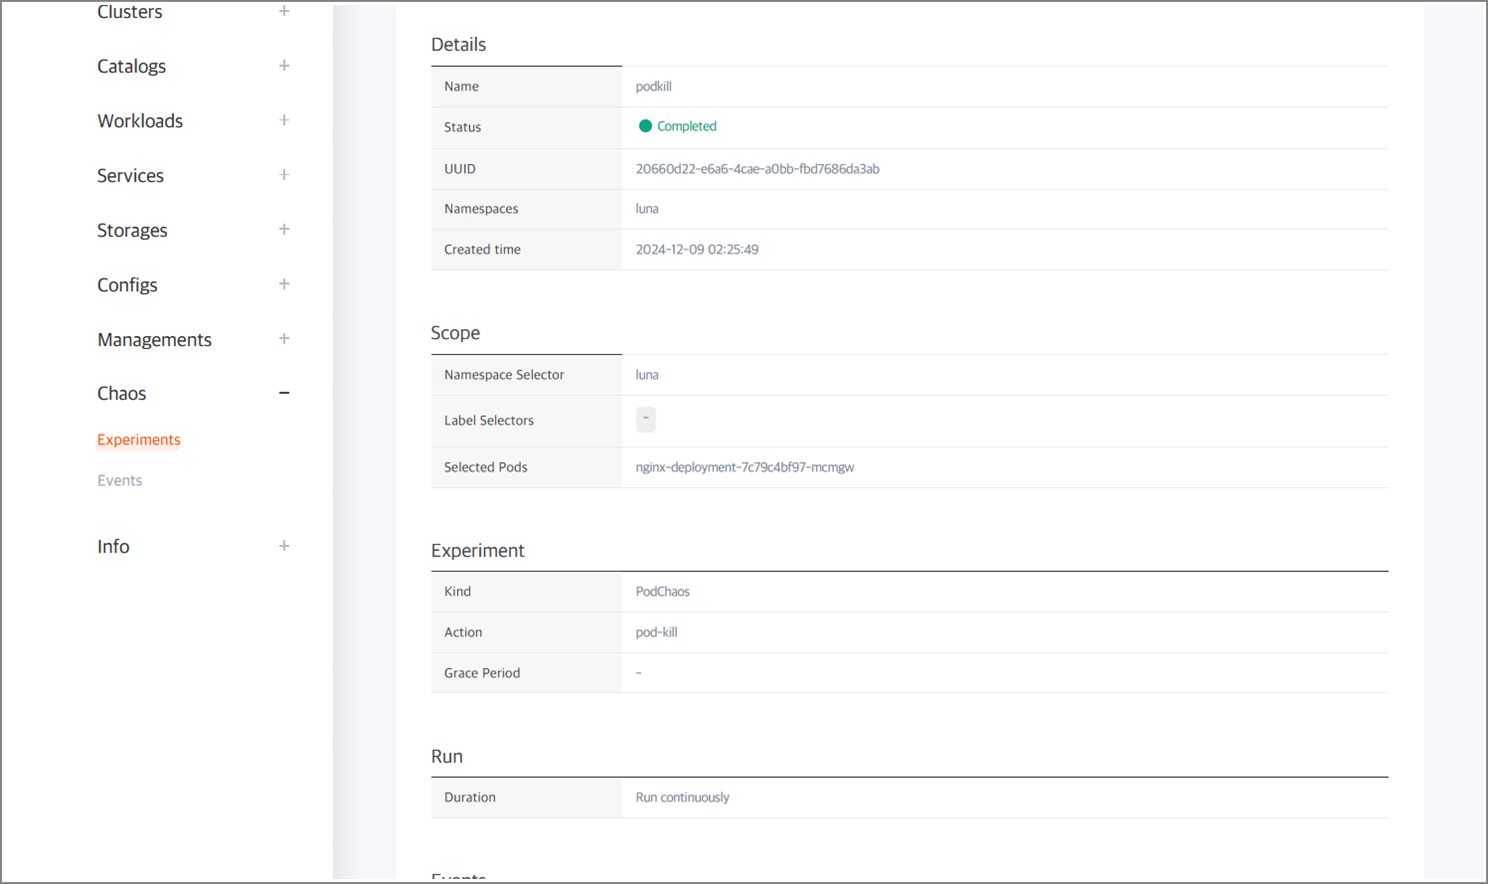 Clusters +
Catalogs +
Workloads +
Services +
Storages +
Configs +
Managements +
Chaos −
Experiments
Events
Info +
Details
Name podkill
Status Completed
UUID 20660d22-e6a6-4cae-a0bb-fbd7686da3ab
Namespaces luna
Created time 2024-12-09 02:25:49
Scope
Namespace Selector luna
Label Selectors -
Selected Pods nginx-deployment-7c79c4bf97-mcmgw
Experiment
Kind PodChaos
Action pod-kill
Grace Period -
Run
Duration Run continuously
Events